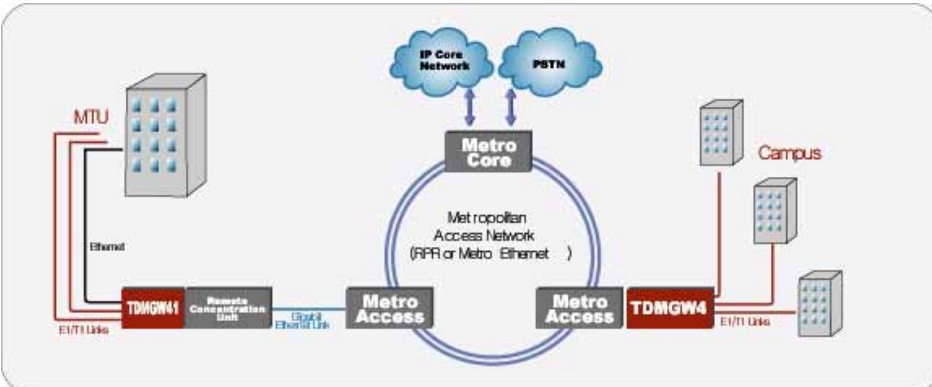 IP Core
Network
PSTN
MTU
Metro
Core
Campus
Metropolitan
Access Network
(RPR or Metro Ethernet )
Ethernet
TDMGW41
Remote
Concentration
Unit
Gigabit
Ethernet Link
Metro
Access
Metro
Access
TDMGW4
E1/T1 Links
E1/T1 Links